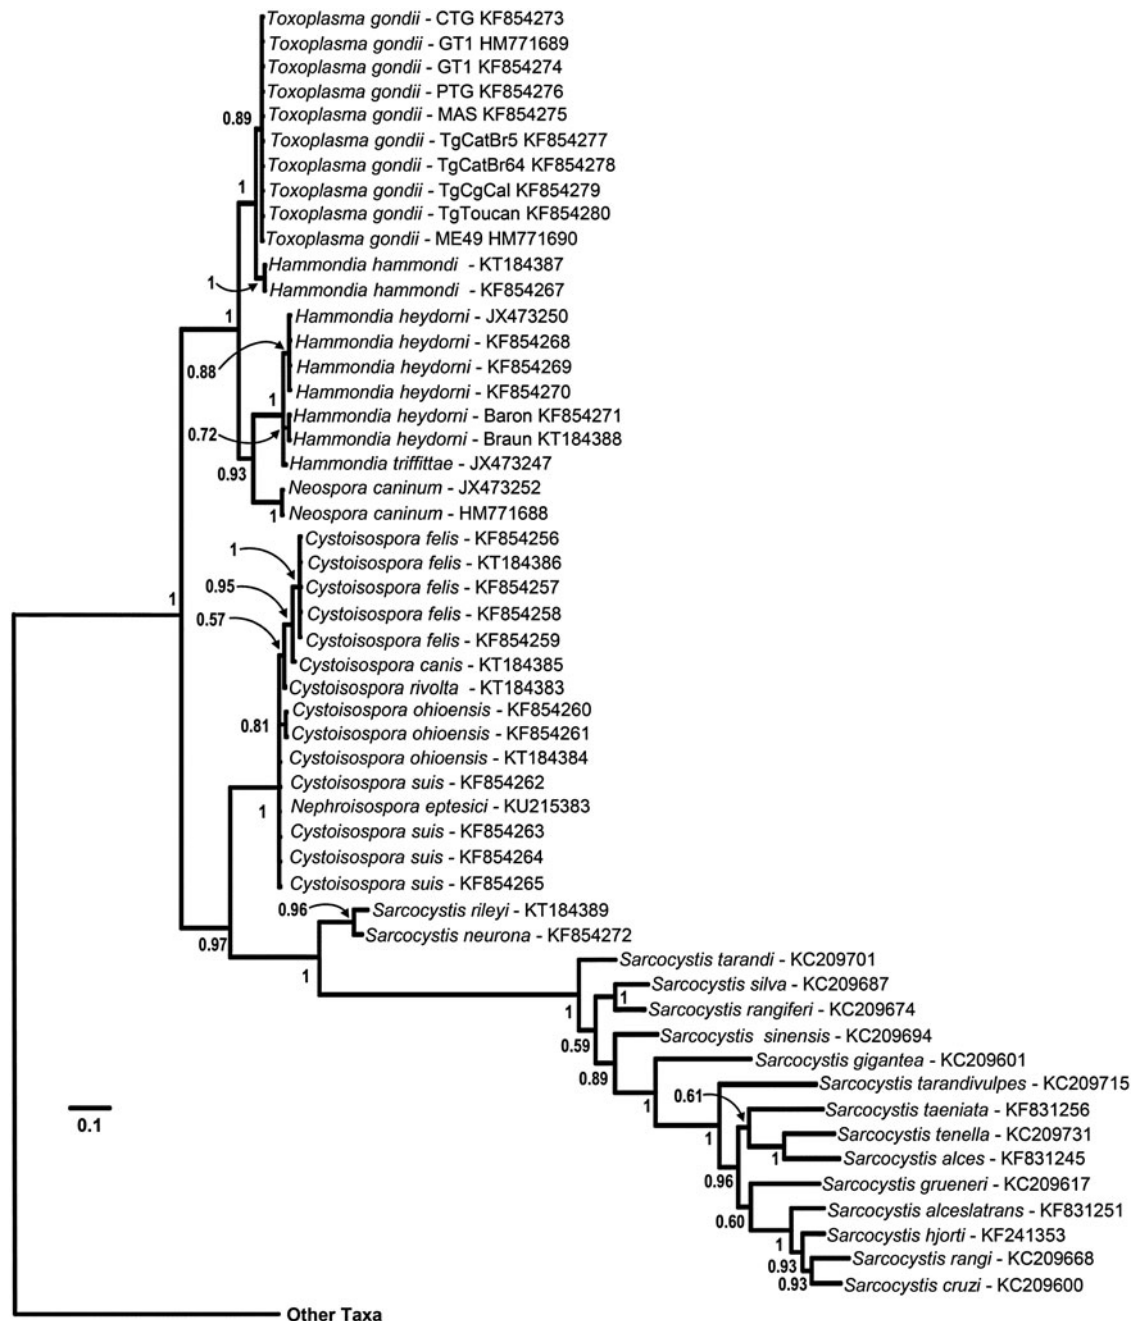 Toxoplasma gondii - CTG KF854273
Toxoplasma gondii - GT1 HM771689
Toxoplasma gondii - GT1 KF854274
Toxoplasma gondii - PTG KF854276
Toxoplasma gondii - MAS KF854275
0.89
Toxoplasma gondii - TgCatBr5 KF854277
Toxoplasma gondii - TgCatBr64 KF854278
1
Toxoplasma gondii - TgCgCal KF854279
Toxoplasma gondii - TgToucan KF854280
Toxoplasma gondii - ME49 HM771690
Hammondia hammondi - KT184387
1
Hammondia hammondi - KF854267
1
Hammondia heydorni - JX473250
Hammondia heydorni - KF854268
0.88
Hammondia heydorni - KF854269
Hammondia heydorni - KF854270
1
Hammondia heydorni - Baron KF854271
0.72
Hammondia heydorni - Braun KT184388
Hammondia triffittae - JX473247
0.93
Neospora caninum - JX473252
1
Neospora caninum - HM771688
Cystoisospora felis - KF854256
1
Cystoisospora felis - KT184386
0.95
Cystoisospora felis - KF854257
1
0.57
Cystoisospora felis - KF854258
Cystoisospora felis - KF854259
Cystoisospora canis - KT184385
Cystoisospora rivolta - KT184383
Cystoisospora ohioensis - KF854260
0.81
Cystoisospora ohioensis - KF854261
Cystoisospora ohioensis - KT184384
Cystoisospora suis - KF854262
1
Nephroisospora eptesici - KU215383
Cystoisospora suis - KF854263
Cystoisospora suis - KF854264
Cystoisospora suis - KF854265
0.96
Sarcocystis rileyi - KT184389
0.97
Sarcocystis neurona - KF854272
Sarcocystis tarandi - KC209701
1
Sarcocystis silva - KC209687
1
1
Sarcocystis rangiferi - KC209674
0.59
Sarcocystis sinensis - KC209694
0.89
Sarcocystis gigantea - KC209601
1
Sarcocystis tarandivulpes - KC209715
0.61
Sarcocystis taeniata - KF831256
1
Sarcocystis tenella - KC209731
1
Sarcocystis alces - KF831245
0.96
Sarcocystis grueneri - KC209617
0.60
Sarcocystis alceslatrans - KF831251
1
Sarcocystis hjorti - KF241353
0.93
Sarcocystis rangi - KC209668
0.93
Sarcocystis cruzi - KC209600
0.1
Other Taxa